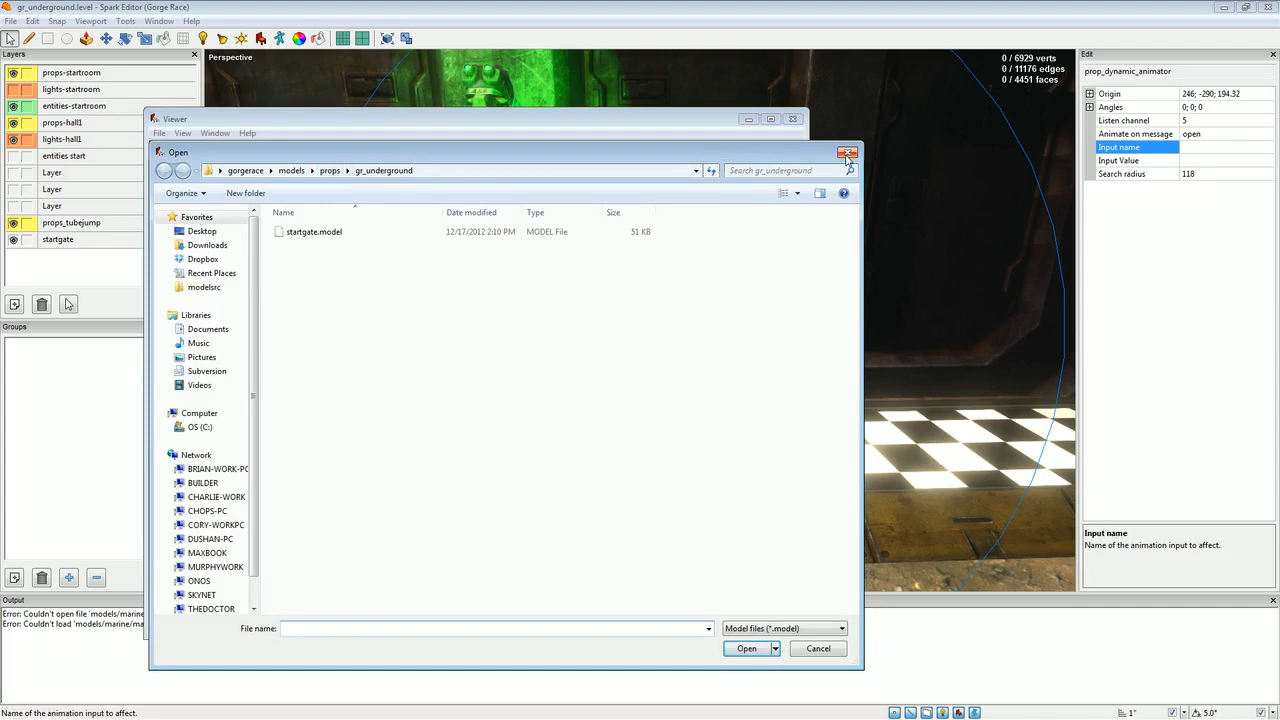 gr_underground.level - Spark Editor (Gorge Race)
File Edit Snap Viewport Tools Window Help
Layers
props-startroom
lights-startroom
entities-startroom
props-hall1
lights-hall1
entities start
Layer
Layer
Layer
props_tubejump
startgate
Groups
Perspective
0 / 6929 verts
0 / 11176 edges
0 / 4451 faces
Viewer
File View Window Help
Open
gorgerace models props gr_underground
Search gr_underground
Organize New folder
Favorites
Desktop
Downloads
Dropbox
Recent Places
modelsrc
Libraries
Documents
Music
Pictures
Subversion
Videos
Computer
OS (C:)
Network
BRIAN-WORK-PC
BUILDER
CHARLIE-WORK
CHOPS-PC
CORY-WORKPC
DUSHAN-PC
MAXBOOK
MURPHYWORK
ONOS
SKYNET
THEDOCTOR
Name Date modified Type Size
startgate.model 12/17/2012 2:10 PM MODEL File 51 KB
File name: Model files (*.model)
Open Cancel
Edit
prop_dynamic_animator
Origin 246; -290; 194.32
Angles 0; 0; 0
Listen channel 5
Animate on message open
Input name
Input Value
Search radius 118
Input name
Name of the animation input to affect.
Output
Error: Couldn't open file 'models/marine
Error: Couldn't load 'models/marine/ma
Name of the animation input to affect.
1" 5.0°